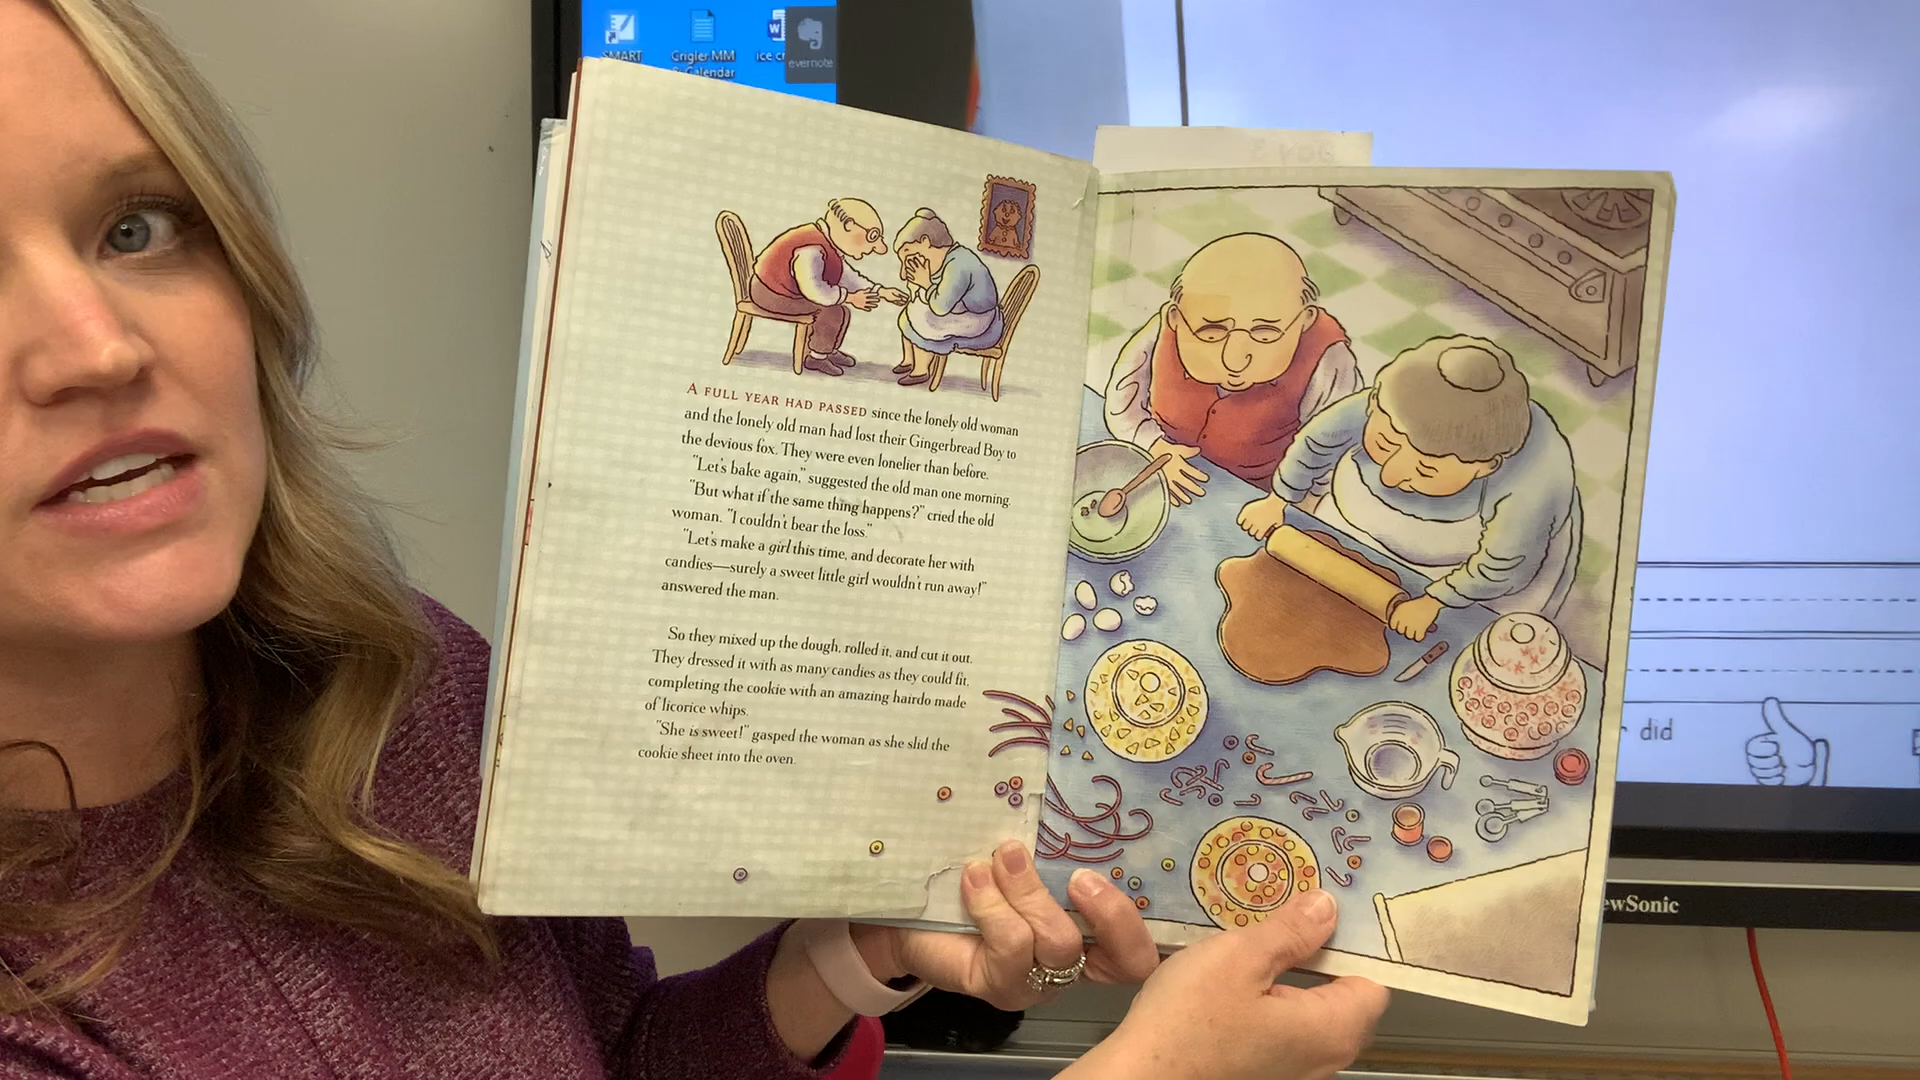 SMART
Grigler MM
& Calendar
evernote
A FULL YEAR HAD PASSED since the lonely old woman
and the lonely old man had lost their Gingerbread Boy to
the devious fox. They were even lonelier than before.
"Let's bake again," suggested the old man one morning.
"But what if the same thing happens?" cried the old
woman. "I couldn't bear the loss."
"Let's make a girl this time, and decorate her with
candies—surely a sweet little girl wouldn't run away!"
answered the man.
So they mixed up the dough, rolled it, and cut it out.
They dressed it with as many candies as they could fit,
completing the cookie with an amazing hairdo made
of licorice whips.
"She is sweet!" gasped the woman as she slid the
cookie sheet into the oven.
did
ewSonic